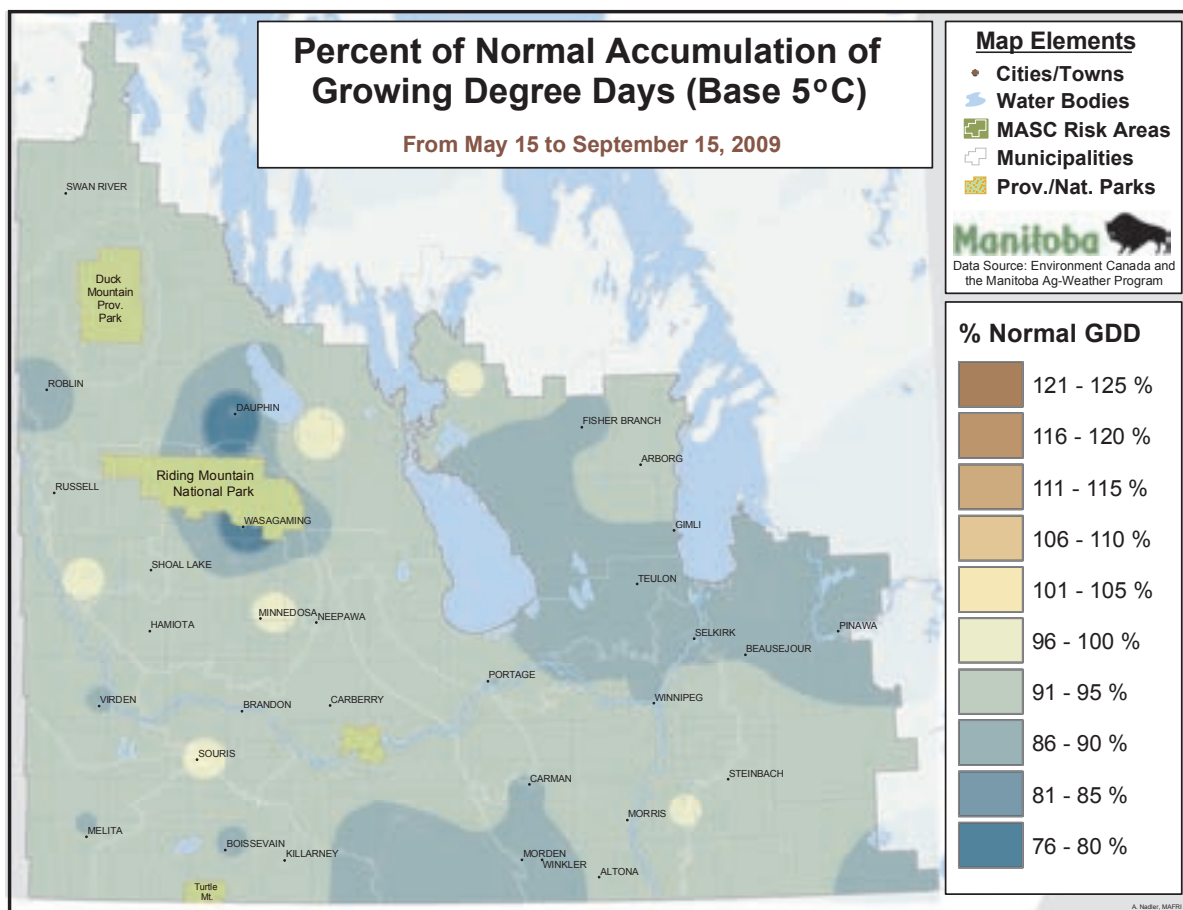 Percent of Normal Accumulation of
Growing Degree Days (Base 5°C)
From May 15 to September 15, 2009
Map Elements
Cities/Towns
Water Bodies
MASC Risk Areas
Municipalities
Prov./Nat. Parks
Manitoba
Data Source: Environment Canada and
the Manitoba Ag-Weather Program
% Normal GDD
121 - 125 %
116 - 120 %
111 - 115 %
106 - 110 %
101 - 105 %
96 - 100 %
91 - 95 %
86 - 90 %
81 - 85 %
76 - 80 %
SWAN RIVER
Duck
Mountain
Prov.
Park
ROBLIN
DAUPHIN
FISHER BRANCH
ARBORG
Riding Mountain
National Park
RUSSELL
WASAGAMING
GIMLI
SHOAL LAKE
TEULON
MINNEDOSA
NEEPAWA
HAMIOTA
SELKIRK
PINAWA
BEAUSEJOUR
PORTAGE
VIRDEN
BRANDON
CARBERRY
WINNIPEG
SOURIS
CARMAN
STEINBACH
MORRIS
MELITA
BOISSEVAIN
KILLARNEY
MORDEN
WINKLER
ALTONA
Turtle
Mt.
A. Nadler, MAFRI